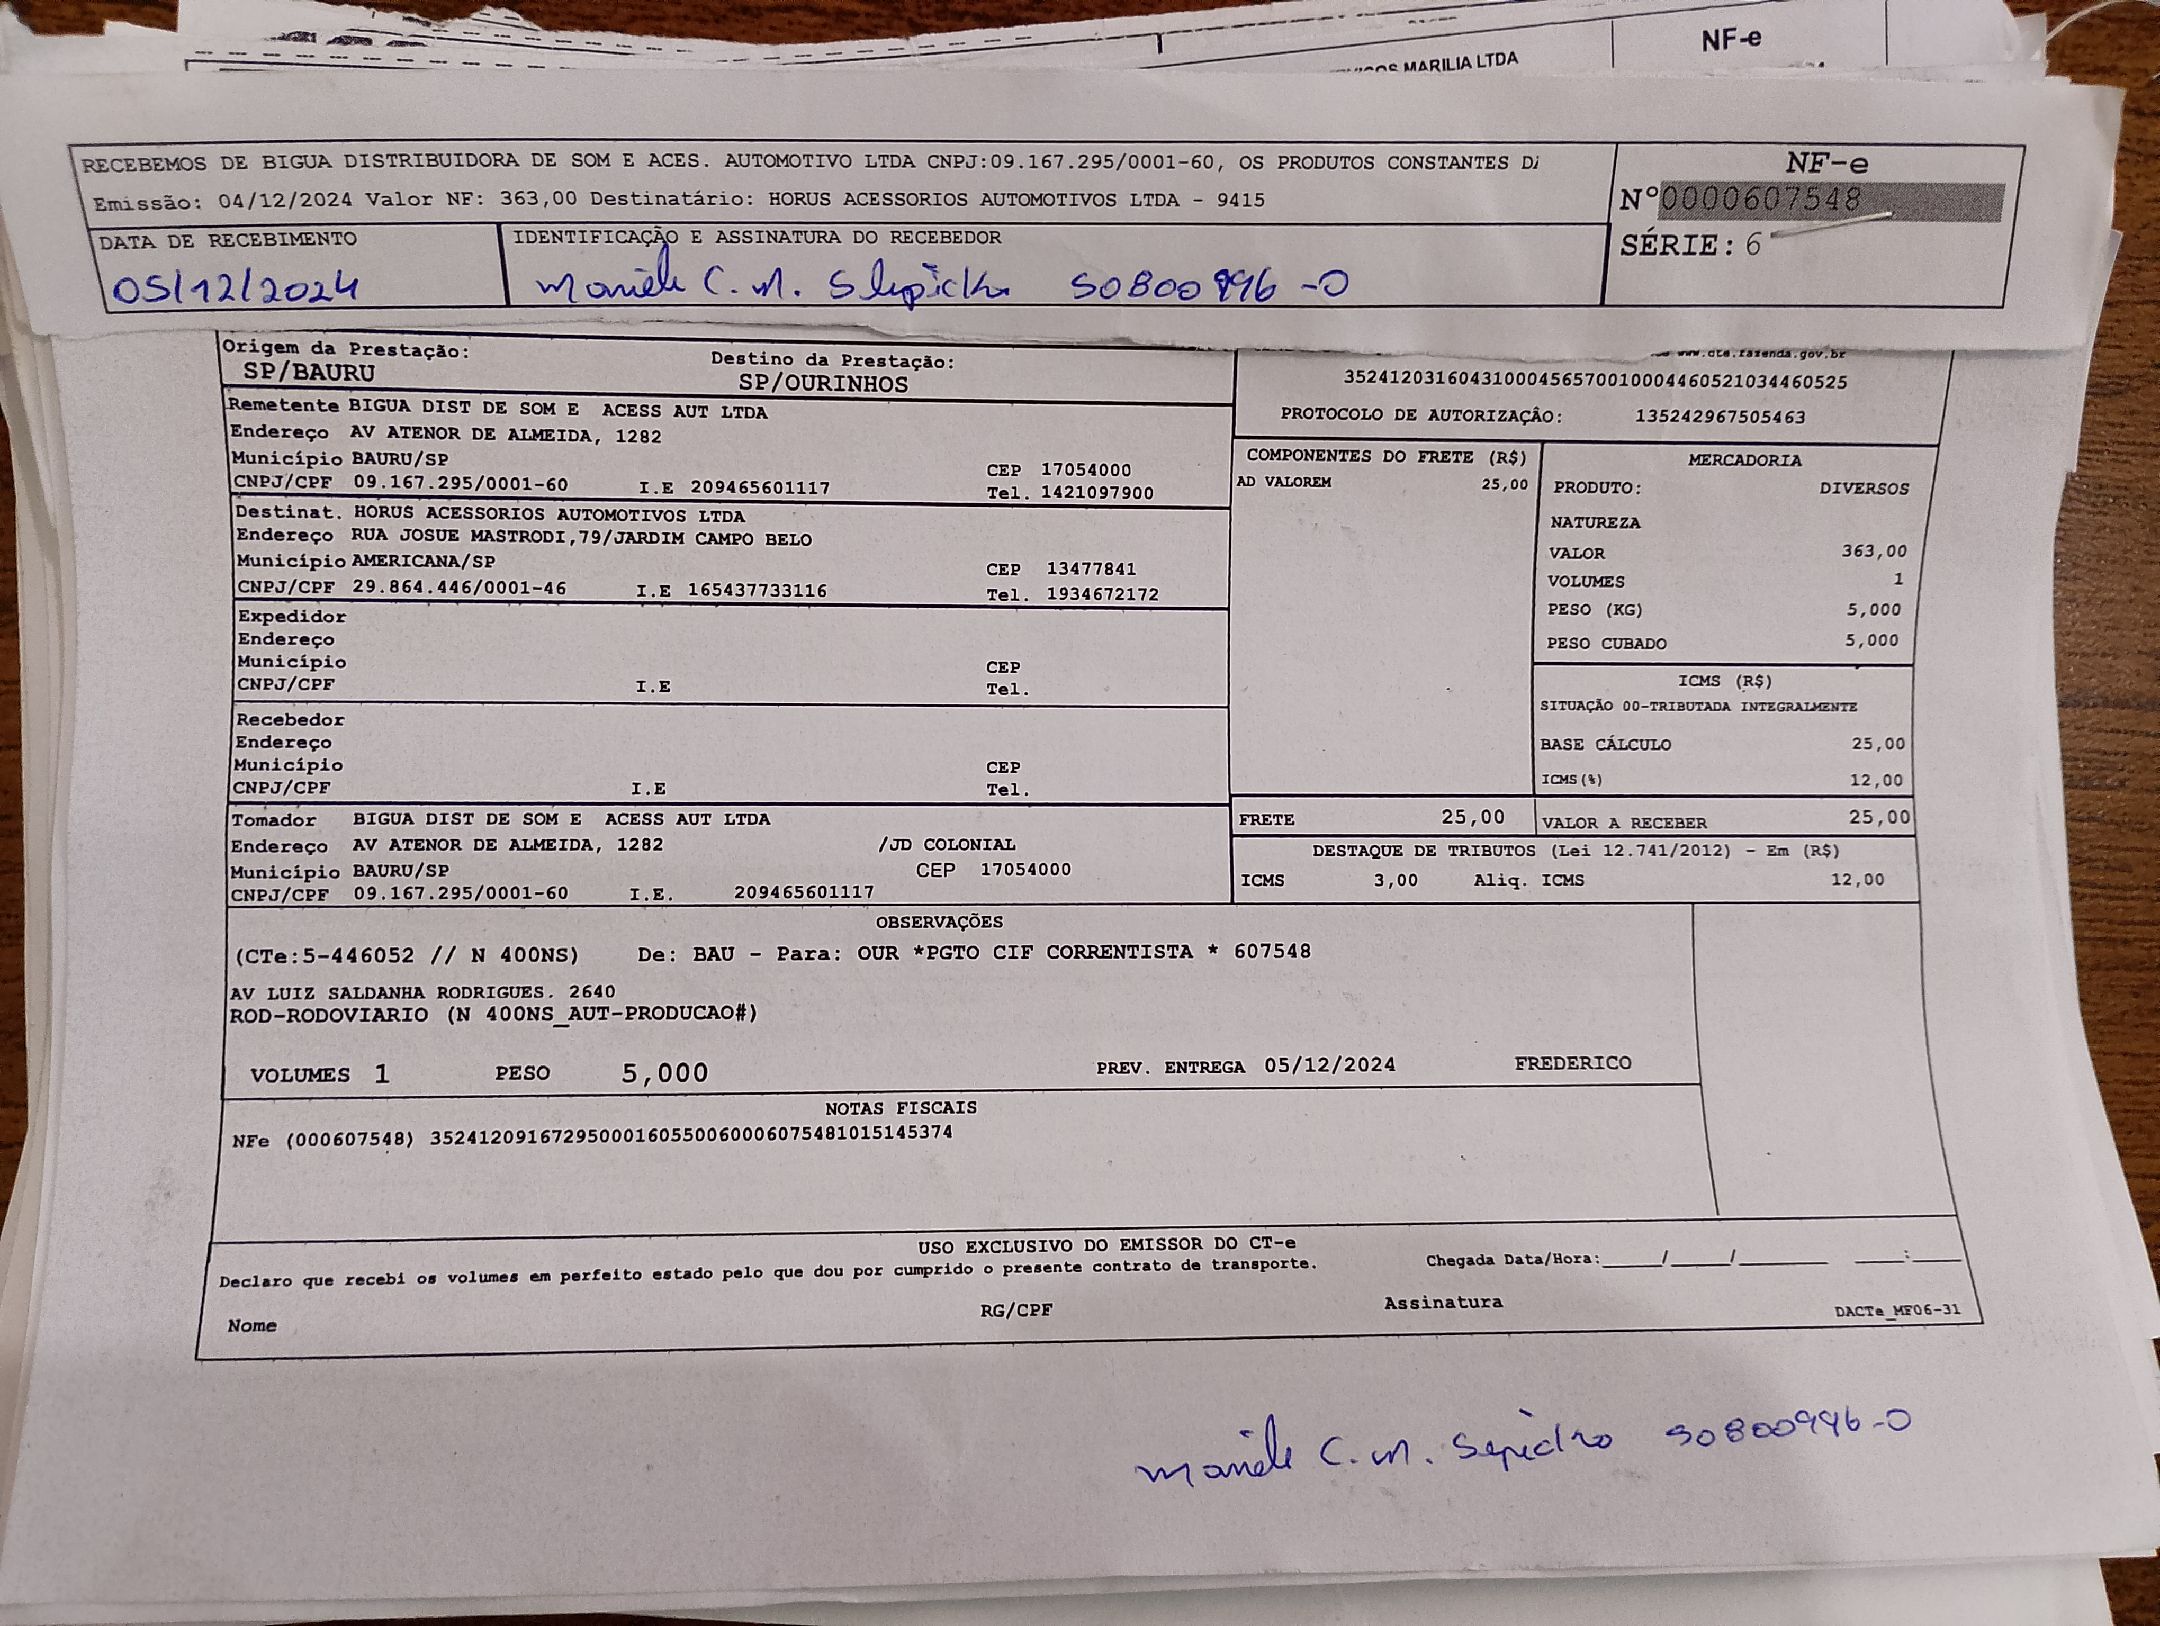 NF-e
MARILIA LTDA
RECEBEMOS DE BIGUA DISTRIBUIDORA DE SOM E ACES. AUTOMOTIVO LTDA CNPJ:09.167.295/0001-60, OS PRODUTOS CONSTANTES
Emissão: 04/12/2024 Valor NF: 363,00 Destinatário: HORUS ACESSORIOS AUTOMOTIVOS LTDA - 9415
NF-e
Nº0000607548
SÉRIE: 6
DATA DE RECEBIMENTO
05/12/2024
IDENTIFICAÇÃO E ASSINATURA DO RECEBEDOR
C. M. 50800996-0
Origem da Prestação:
SP/BAURU
Destino da Prestação:
SP/OURINHOS
www.cte.fazenda.gov.br
35241203160431000456570010004460521034460525
PROTOCOLO DE AUTORIZAÇÃO: 135242967505463
Remetente BIGUA DIST DE SOM E ACESS AUT LTDA
Endereço AV ATENOR DE ALMEIDA, 1282
Município BAURU/SP CEP 17054000
CNPJ/CPF 09.167.295/0001-60 I.E 209465601117 Tel. 1421097900
Destinat. HORUS ACESSORIOS AUTOMOTIVOS LTDA
Endereço RUA JOSUE MASTRODI,79/JARDIM CAMPO BELO
Município AMERICANA/SP CEP 13477841
CNPJ/CPF 29.864.446/0001-46 I.E 165437733116 Tel. 1934672172
Expedidor
Endereço
Município CEP
CNPJ/CPF I.E Tel.
Recebedor
Endereço
Município CEP
CNPJ/CPF I.E Tel.
Tomador BIGUA DIST DE SOM E ACESS AUT LTDA
Endereço AV ATENOR DE ALMEIDA, 1282 /JD COLONIAL
Município BAURU/SP CEP 17054000
CNPJ/CPF 09.167.295/0001-60 I.E. 209465601117
COMPONENTES DO FRETE (R$)
AD VALOREM 25,00
MERCADORIA
PRODUTO: DIVERSOS
NATUREZA
VALOR 363,00
VOLUMES 1
PESO (KG) 5,000
PESO CUBADO 5,000
ICMS (R$)
SITUAÇÃO 00-TRIBUTADA INTEGRALMENTE
BASE CÁLCULO 25,00
ICMS(%) 12,00
FRETE 25,00 VALOR A RECEBER 25,00
DESTAQUE DE TRIBUTOS (Lei 12.741/2012) - Em (R$)
ICMS 3,00 Aliq. ICMS 12,00
OBSERVAÇÕES
(CTe:5-446052 // N 400NS) De: BAU - Para: OUR *PGTO CIF CORRENTISTA * 607548
AV LUIZ SALDANHA RODRIGUES. 2640
ROD-RODOVIARIO (N 400NS_AUT-PRODUCAO#)
VOLUMES 1 PESO 5,000 PREV. ENTREGA 05/12/2024 FREDERICO
NOTAS FISCAIS
NFe (000607548) 35241209167295000160550060006075481015145374
USO EXCLUSIVO DO EMISSOR DO CT-e
Declaro que recebi os volumes em perfeito estado pelo que dou por cumprido o presente contrato de transporte.
Chegada Data/Hora:____/____/______ ____:____
Nome RG/CPF Assinatura
DACTe_MF06-31
C. M. 50800996-0